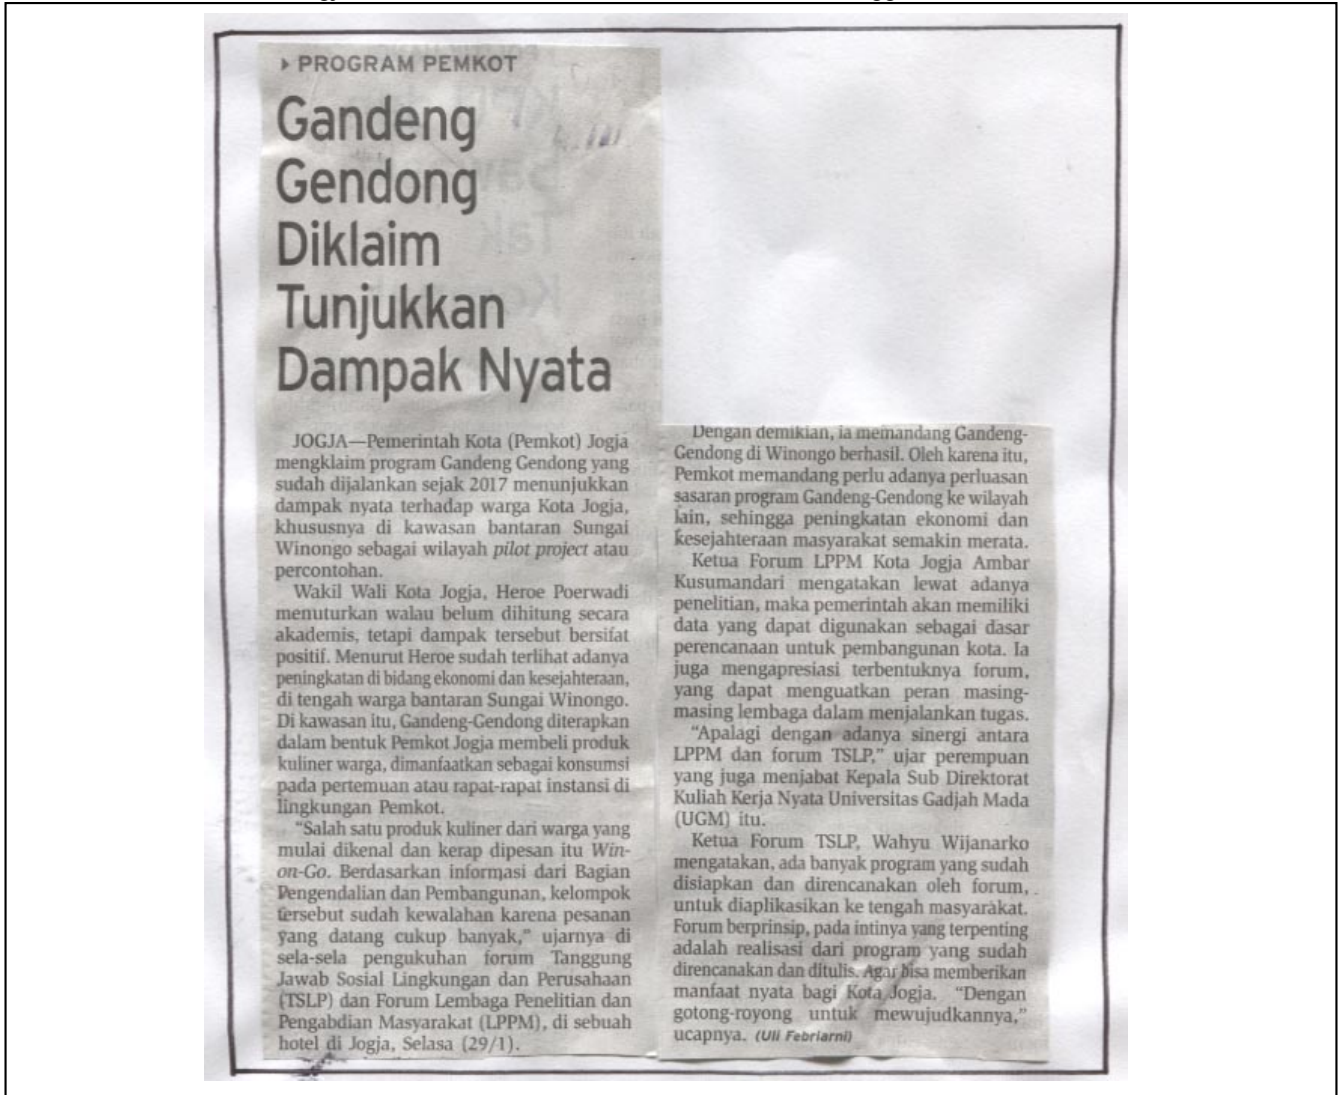 ▸ PROGRAM PEMKOT
Gandeng
Gendong
Diklaim
Tunjukkan
Dampak Nyata
JOGJA—Pemerintah Kota (Pemkot) Jogja
mengklaim program Gandeng Gendong yang
sudah dijalankan sejak 2017 menunjukkan
dampak nyata terhadap warga Kota Jogja,
khususnya di kawasan bantaran Sungai
Winongo sebagai wilayah pilot project atau
percontohan.
Wakil Wali Kota Jogja, Heroe Poerwadi
menuturkan walau belum dihitung secara
akademis, tetapi dampak tersebut bersifat
positif. Menurut Heroe sudah terlihat adanya
peningkatan di bidang ekonomi dan kesejahteraan,
di tengah warga bantaran Sungai Winongo.
Di kawasan itu, Gandeng-Gendong diterapkan
dalam bentuk Pemkot Jogja membeli produk
kuliner warga, dimanfaatkan sebagai konsumsi
pada pertemuan atau rapat-rapat instansi di
lingkungan Pemkot.
“Salah satu produk kuliner dari warga yang
mulai dikenal dan kerap dipesan itu Win-
on-Go. Berdasarkan informasi dari Bagian
Pengendalian dan Pembangunan, kelompok
tersebut sudah kewalahan karena pesanan
yang datang cukup banyak,” ujarnya di
sela-sela pengukuhan forum Tanggung
Jawab Sosial Lingkungan dan Perusahaan
(TSLP) dan Forum Lembaga Penelitian dan
Pengabdian Masyarakat (LPPM), di sebuah
hotel di Jogja, Selasa (29/1).
Dengan demikian, ia memandang Gandeng-
Gendong di Winongo berhasil. Oleh karena itu,
Pemkot memandang perlu adanya perluasan
sasaran program Gandeng-Gendong ke wilayah
lain, sehingga peningkatan ekonomi dan
kesejahteraan masyarakat semakin merata.
Ketua Forum LPPM Kota Jogja Ambar
Kusumandari mengatakan lewat adanya
penelitian, maka pemerintah akan memiliki
data yang dapat digunakan sebagai dasar
perencanaan untuk pembangunan kota. Ia
juga mengapresiasi terbentuknya forum,
yang dapat menguatkan peran masing-
masing lembaga dalam menjalankan tugas.
“Apalagi dengan adanya sinergi antara
LPPM dan forum TSLP,” ujar perempuan
yang juga menjabat Kepala Sub Direktorat
Kuliah Kerja Nyata Universitas Gadjah Mada
(UGM) itu.
Ketua Forum TSLP, Wahyu Wijanarko
mengatakan, ada banyak program yang sudah
disiapkan dan direncanakan oleh forum,
untuk diaplikasikan ke tengah masyarakat.
Forum berprinsip, pada intinya yang terpenting
adalah realisasi dari program yang sudah
direncanakan dan ditulis. Agar bisa memberikan
manfaat nyata bagi Kota Jogja. “Dengan
gotong-royong untuk mewujudkannya,”
ucapnya. (Uli Febriarni)